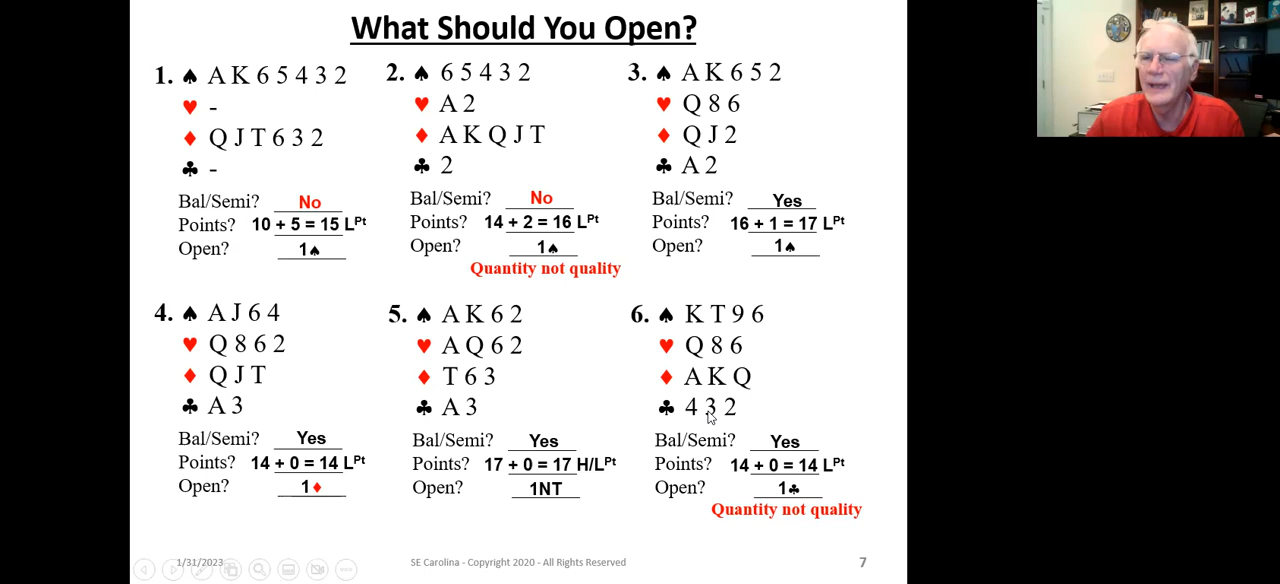 What Should You Open?
1. ♠ A K 6 5 4 3 2
♥ -
♦ Q J T 6 3 2
♣ -
Bal/Semi? No
Points? 10 + 5 = 15 LPt
Open? 1♠
2. ♠ 6 5 4 3 2
♥ A 2
♦ A K Q J T
♣ 2
Bal/Semi? No
Points? 14 + 2 = 16 LPt
Open? 1♠
Quantity not quality
3. ♠ A K 6 5 2
♥ Q 8 6
♦ Q J 2
♣ A 2
Bal/Semi? Yes
Points? 16 + 1 = 17 LPt
Open? 1♠
4. ♠ A J 6 4
♥ Q 8 6 2
♦ Q J T
♣ A 3
Bal/Semi? Yes
Points? 14 + 0 = 14 LPt
Open? 1♦
5. ♠ A K 6 2
♥ A Q 6 2
♦ T 6 3
♣ A 3
Bal/Semi? Yes
Points? 17 + 0 = 17 H/LPt
Open? 1NT
6. ♠ K T 9 6
♥ Q 8 6
♦ A K Q
♣ 4 3 2
Bal/Semi? Yes
Points? 14 + 0 = 14 LPt
Open? 1♣
Quantity not quality
1/31/2023
SE Carolina - Copyright 2020 - All Rights Reserved
7